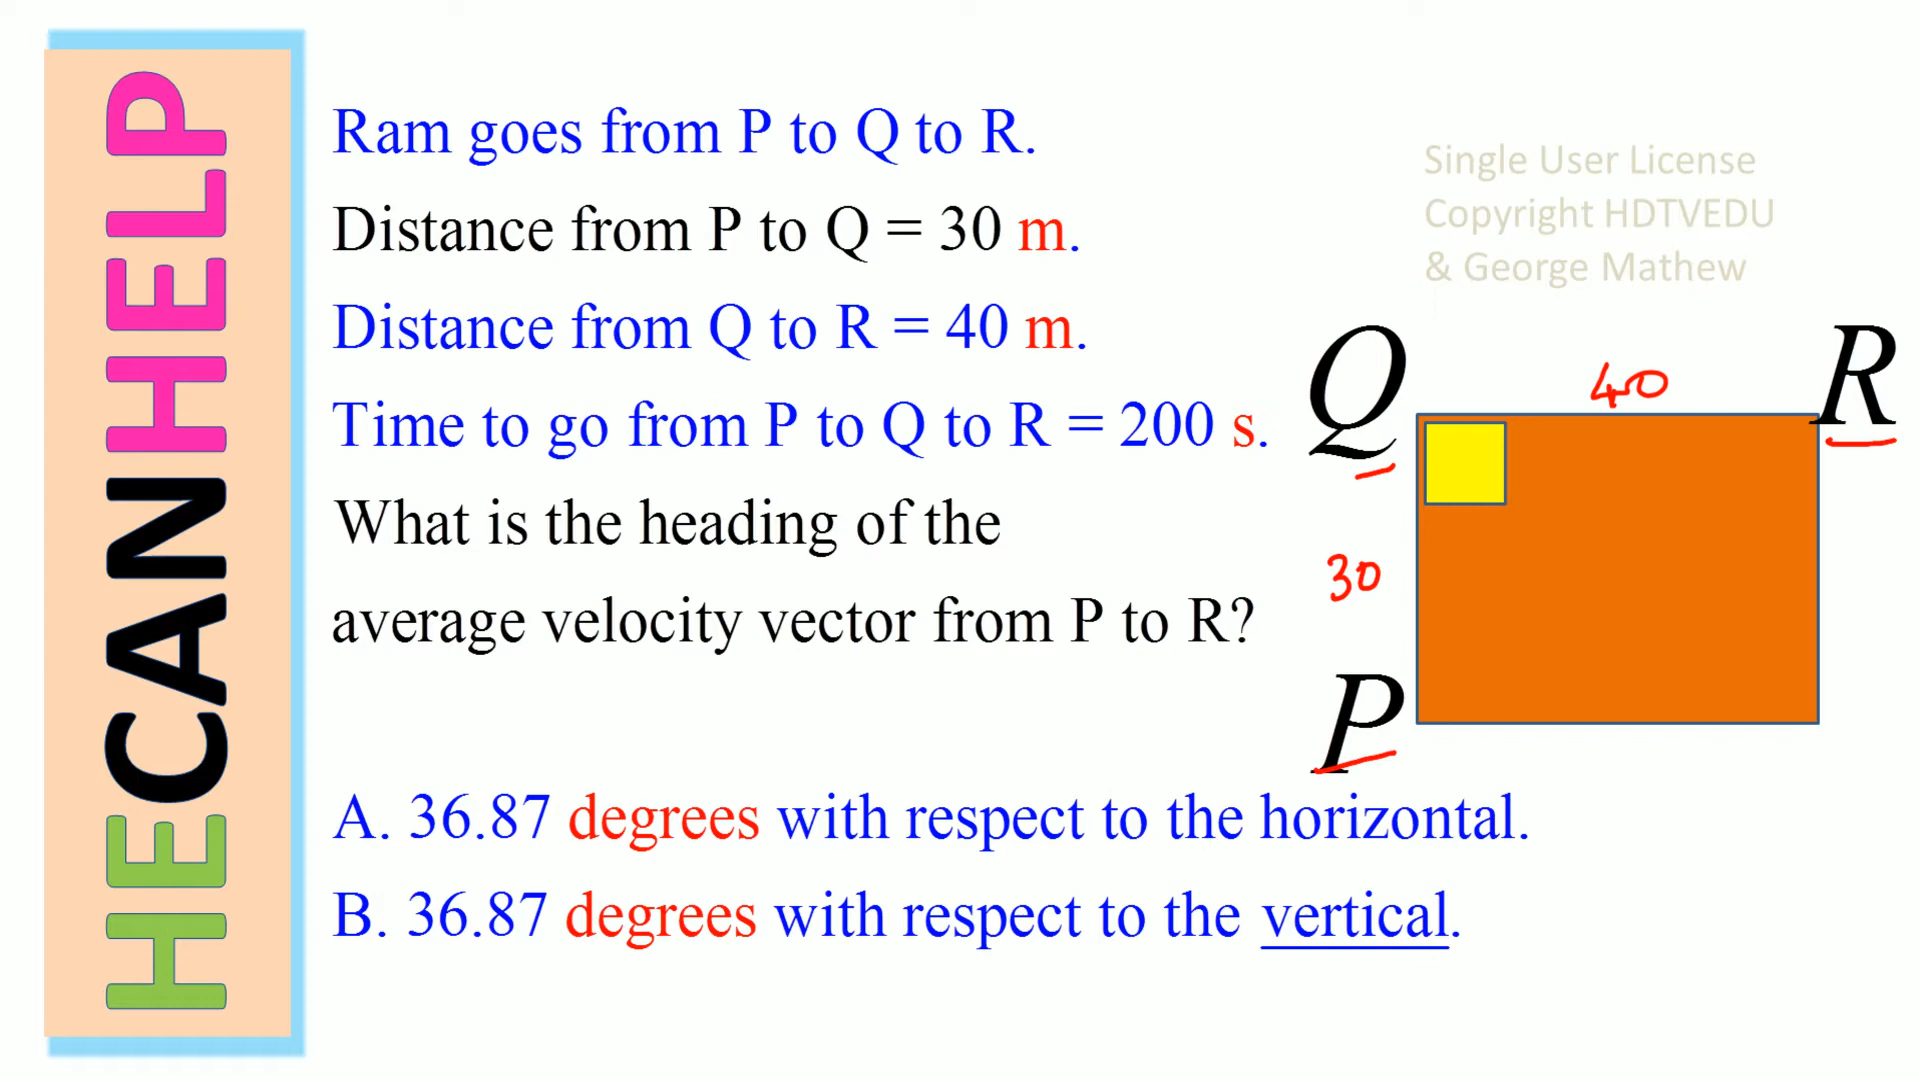 HECANHELP
Ram goes from P to Q to R.
Distance from P to Q = 30 m.
Distance from Q to R = 40 m.
Time to go from P to Q to R = 200 s.
What is the heading of the
average velocity vector from P to R?
A. 36.87 degrees with respect to the horizontal.
B. 36.87 degrees with respect to the vertical.
Single User License
Copyright HDTVEDU
& George Mathew
Q
40
R
30
P